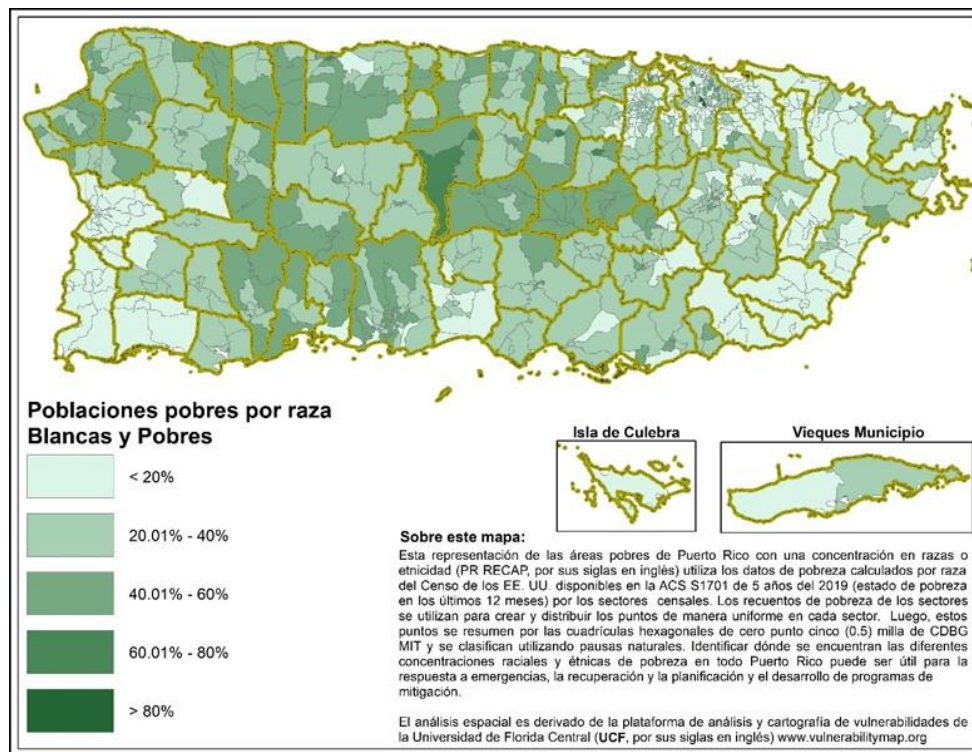 Poblaciones pobres por raza
Blancas y Pobres
< 20%
20.01% - 40%
40.01% - 60%
60.01% - 80%
> 80%
Isla de Culebra
Vieques Municipio
Sobre este mapa:
Esta representación de las áreas pobres de Puerto Rico con una concentración en razas o
etnicidad (PR RECAP, por sus siglas en inglés) utiliza los datos de pobreza calculados por raza
del Censo de los EE. UU. disponibles en la ACS S1701 de 5 años del 2019 (estado de pobreza
en los últimos 12 meses) por los sectores censales. Los recuentos de pobreza de los sectores
se utilizan para crear y distribuir los puntos de manera uniforme en cada sector. Luego, estos
puntos se resumen por las cuadrículas hexagonales de cero punto cinco (0.5) milla de CDBG
MIT y se clasifican utilizando pausas naturales. Identificar dónde se encuentran las diferentes
concentraciones raciales y étnicas de pobreza en todo Puerto Rico puede ser útil para la
respuesta a emergencias, la recuperación y la planificación y el desarrollo de programas de
mitigación.
El análisis espacial es derivado de la plataforma de análisis y cartografía de vulnerabilidades de
la Universidad de Florida Central (UCF, por sus siglas en inglés) www.vulnerabilitymap.org